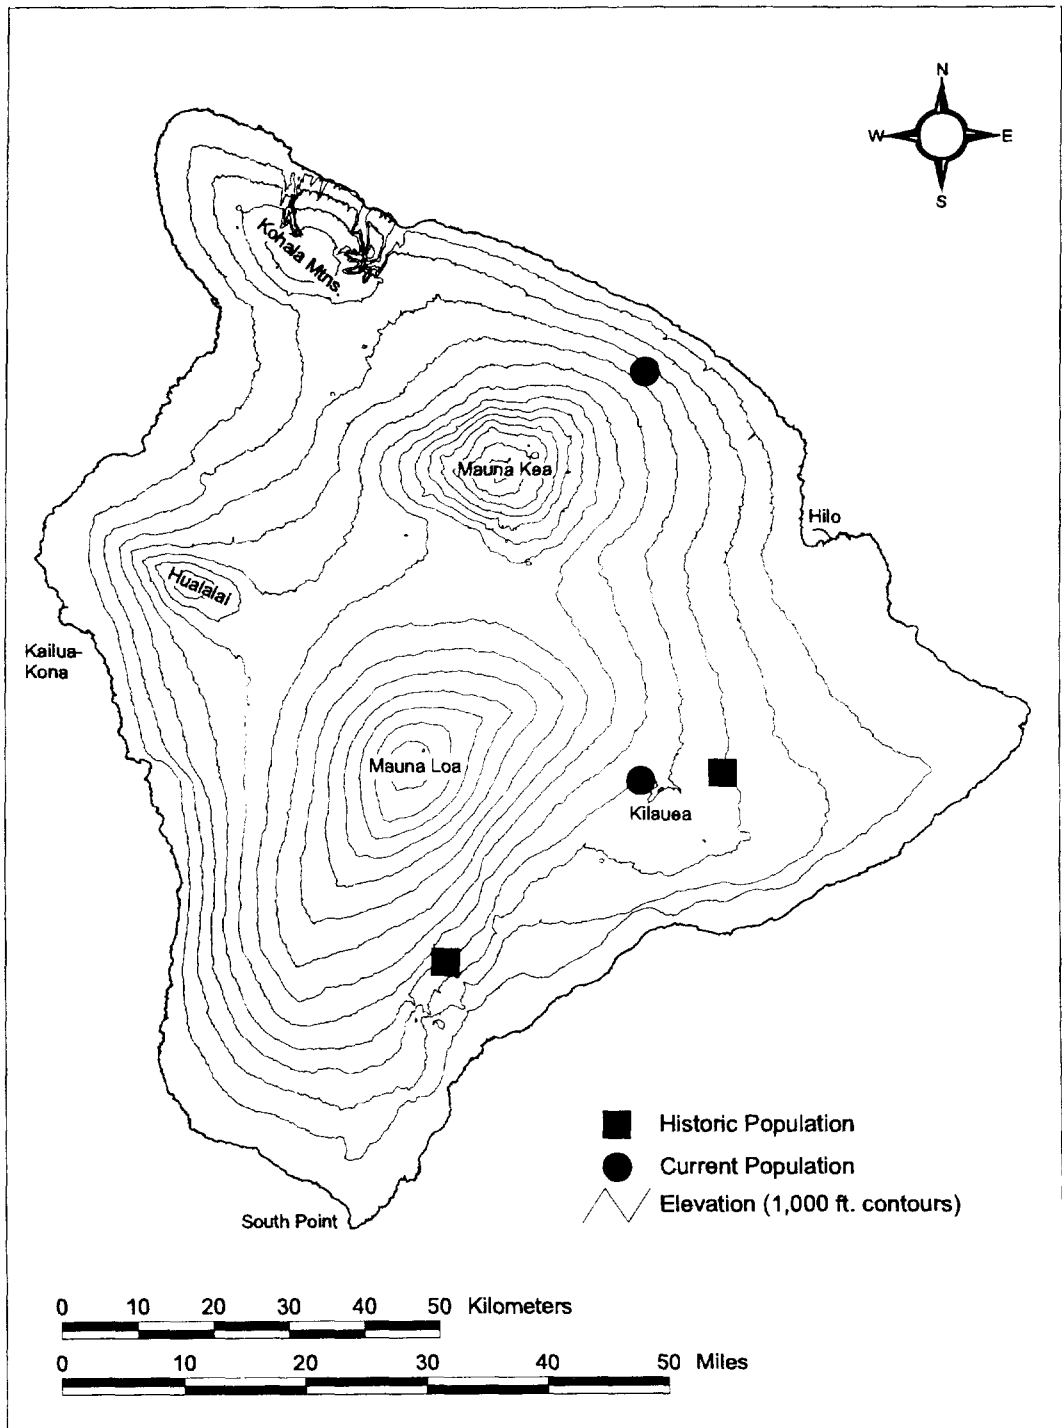 N
W E
S
Kohala Mtns.
Mauna Kea
Hilo
Hualalai
Kailua-
Kona
Mauna Loa
Kilauea
Historic Population
Current Population
Elevation (1,000 ft. contours)
South Point
0 10 20 30 40 50 Kilometers
0 10 20 30 40 50 Miles